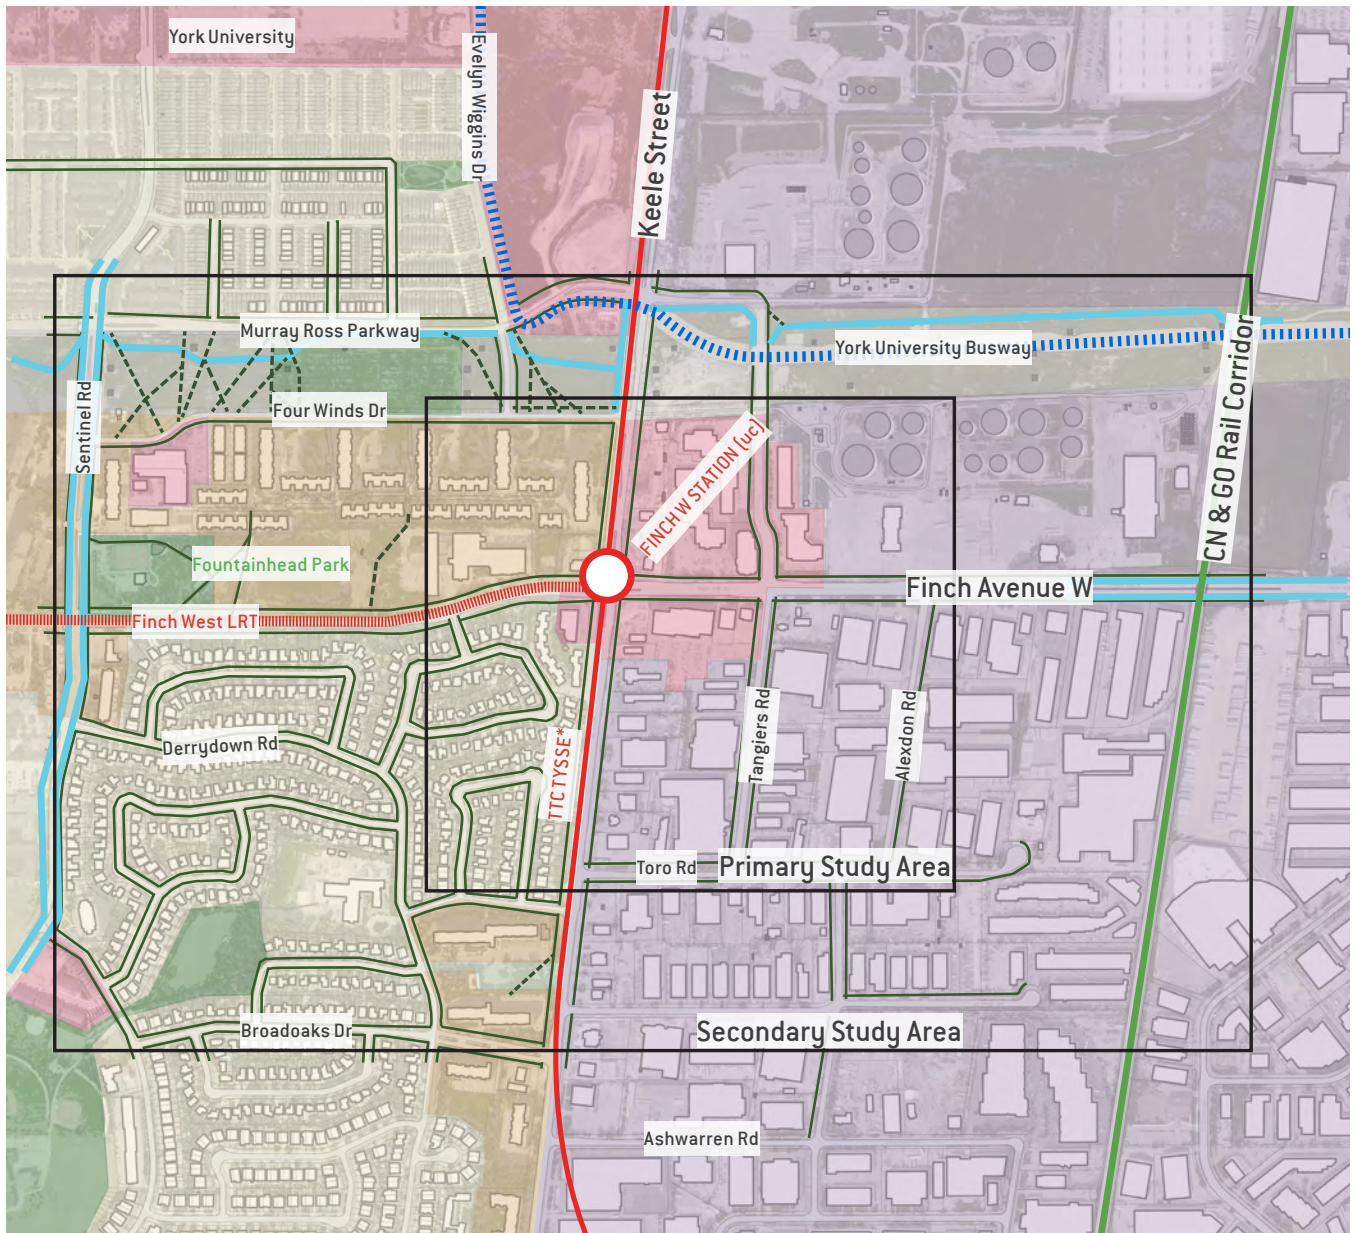 York University
Evelyn Wiggins Dr
Keele Street
Murray Ross Parkway
York University Busway
CN & GO Rail Corridor
Sentinel Rd
Four Winds Dr
FINCH W STATION (uc)
Fountainhead Park
Finch Avenue W
Finch West LRT
Derrydown Rd
TTC TYSSE*
Tangiers Rd
Alexdon Rd
Toro Rd
Primary Study Area
Broadoaks Dr
Secondary Study Area
Ashwarren Rd